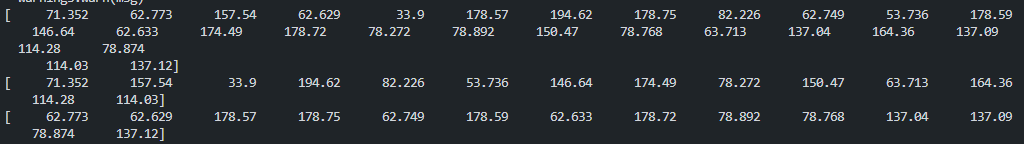 warnings.warn(msg)
[ 71.352 62.773 157.54 62.629 33.9 178.57 194.62 178.75 82.226 62.749 53.736 178.59
146.64 62.633 174.49 178.72 78.272 78.892 150.47 78.768 63.713 137.04 164.36 137.09
114.28 78.874
114.03 137.12]
[ 71.352 157.54 33.9 194.62 82.226 53.736 146.64 174.49 78.272 150.47 63.713 164.36
114.28 114.03]
[ 62.773 62.629 178.57 178.75 62.749 178.59 62.633 178.72 78.892 78.768 137.04 137.09
78.874 137.12]